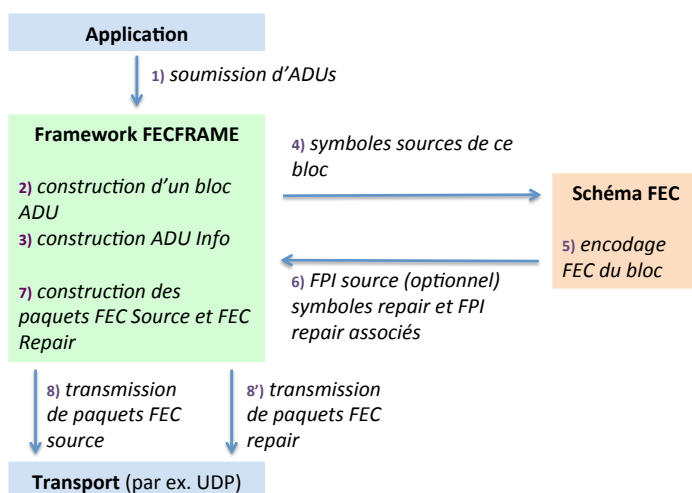 Application
1) soumission d'ADUs
Framework FECFRAME
2) construction d'un bloc
ADU
3) construction ADU Info
7) construction des
paquets FEC Source et FEC
Repair
4) symboles sources de ce
bloc
Schéma FEC
5) encodage
FEC du bloc
6) FPI source (optionnel)
symboles repair et FPI
repair associés
8) transmission
de paquets FEC
source
8') transmission
de paquets FEC
repair
Transport (par ex. UDP)